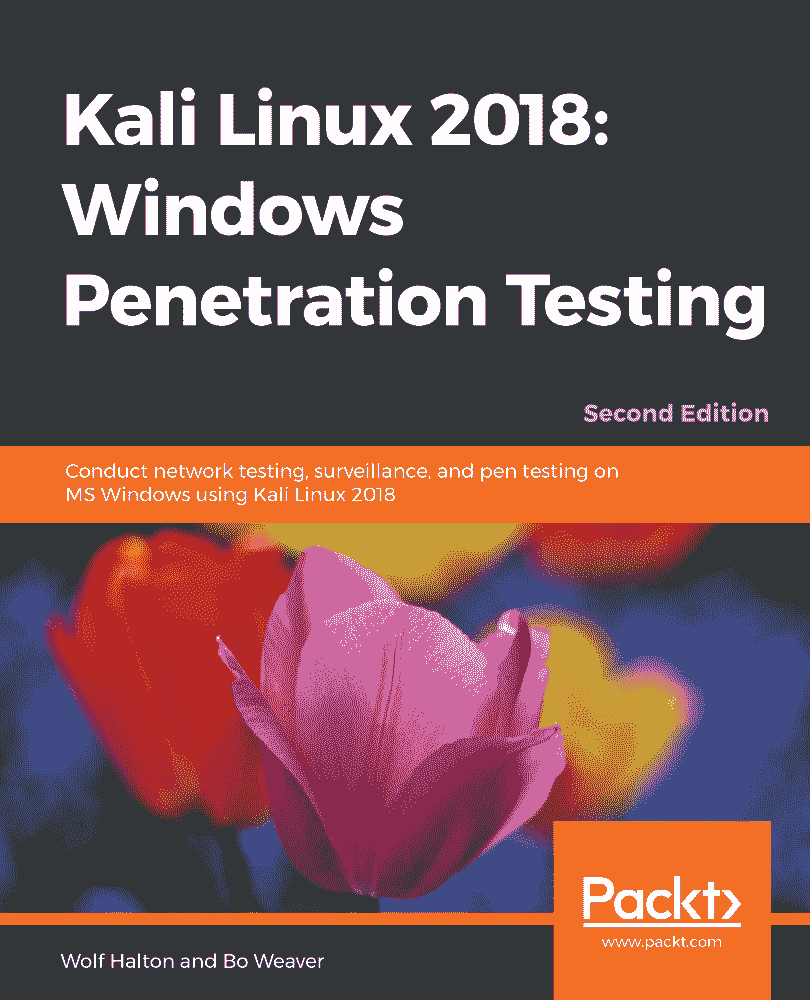 Kali Linux 2018:
Windows
Penetration Testing
Second Edition
Conduct network testing, surveillance, and pen testing on
MS Windows using Kali Linux 2018
Packt>
www.packt.com
Wolf Halton and Bo Weaver